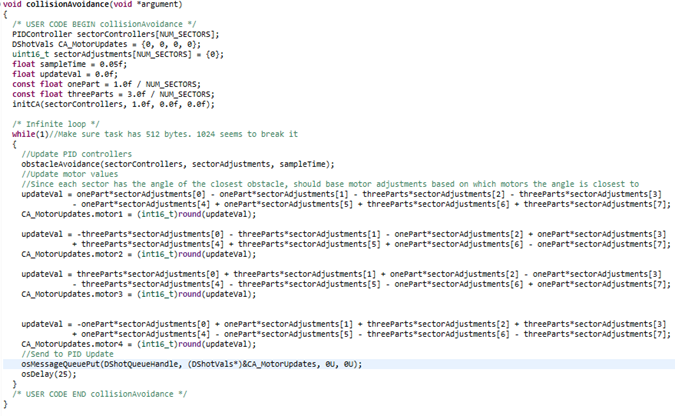 void collisionAvoidance(void *argument)
{
  /* USER CODE BEGIN collisionAvoidance */
  PIDController sectorControllers[NUM_SECTORS];
  DShotVals CA_MotorUpdates = {0, 0, 0, 0};
  uint16_t sectorAdjustments[NUM_SECTORS] = {0};
  float sampleTime = 0.05f;
  float updateVal = 0.0f;
  const float onePart = 1.0f / NUM_SECTORS;
  const float threeParts = 3.0f / NUM_SECTORS;
  initCA(sectorControllers, 1.0f, 0.0f, 0.0f);

  /* Infinite loop */
  while(1)//Make sure task has 512 bytes. 1024 seems to break it
  {
    //Update PID controllers
    obstacleAvoidance(sectorControllers, sectorAdjustments, sampleTime);
    //Update motor values
    //Since each sector has the angle of the closest obstacle, should base motor adjustments based on which motors the angle is closest to
    updateVal = onePart*sectorAdjustments[0] - onePart*sectorAdjustments[1] - threeParts*sectorAdjustments[2] - threeParts*sectorAdjustments[3]
              - onePart*sectorAdjustments[4] + onePart*sectorAdjustments[5] + threeParts*sectorAdjustments[6] + threeParts*sectorAdjustments[7];
    CA_MotorUpdates.motor1 = (int16_t)round(updateVal);

    updateVal = -threeParts*sectorAdjustments[0] - threeParts*sectorAdjustments[1] - onePart*sectorAdjustments[2] + onePart*sectorAdjustments[3]
              + threeParts*sectorAdjustments[4] + threeParts*sectorAdjustments[5] + onePart*sectorAdjustments[6] - onePart*sectorAdjustments[7];
    CA_MotorUpdates.motor2 = (int16_t)round(updateVal);

    updateVal = threeParts*sectorAdjustments[0] + threeParts*sectorAdjustments[1] + onePart*sectorAdjustments[2] - onePart*sectorAdjustments[3]
              - threeParts*sectorAdjustments[4] - threeParts*sectorAdjustments[5] - onePart*sectorAdjustments[6] + onePart*sectorAdjustments[7];
    CA_MotorUpdates.motor3 = (int16_t)round(updateVal);


    updateVal = -onePart*sectorAdjustments[0] + onePart*sectorAdjustments[1] + threeParts*sectorAdjustments[2] + threeParts*sectorAdjustments[3]
              + onePart*sectorAdjustments[4] - onePart*sectorAdjustments[5] - threeParts*sectorAdjustments[6] - threeParts*sectorAdjustments[7];
    CA_MotorUpdates.motor4 = (int16_t)round(updateVal);
    //Send to PID Update
    osMessageQueuePut(DShotQueueHandle, (DShotVals*)&CA_MotorUpdates, 0U, 0U);
    osDelay(25);
  }
  /* USER CODE END collisionAvoidance */
}